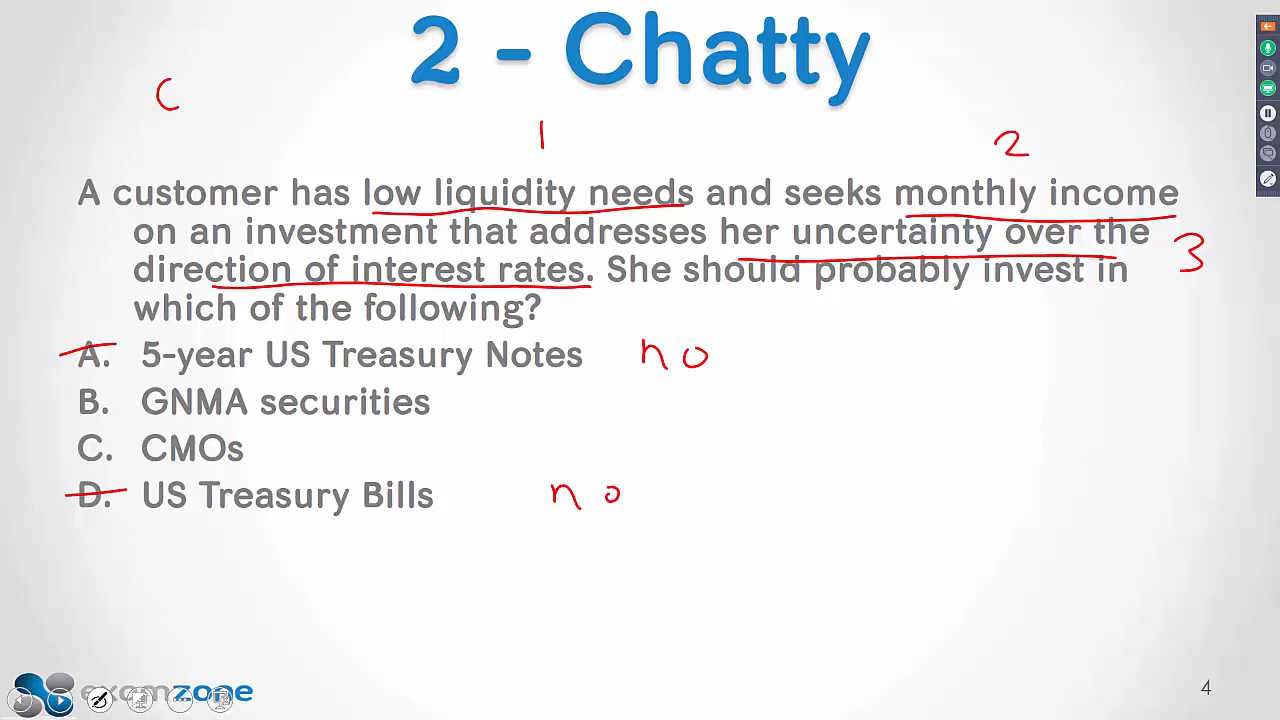 2 - Chatty
C
1
2
A customer has low liquidity needs and seeks monthly income
on an investment that addresses her uncertainty over the
3
direction of interest rates. She should probably invest in
which of the following?
A. 5-year US Treasury Notes no
B. GNMA securities
C. CMOs
D. US Treasury Bills no
examzone
4